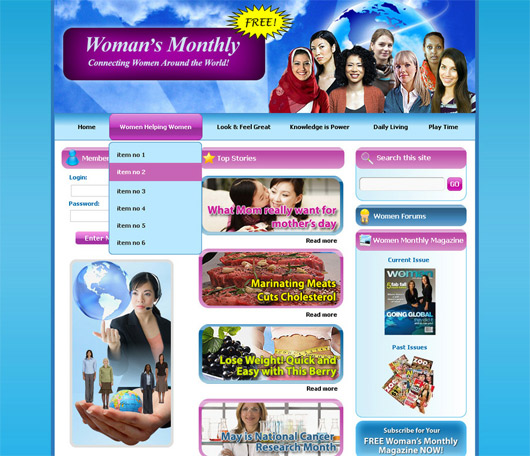 FREE!
Woman's Monthly
Connecting Women Around the World!
Home
Women Helping Women
Look & Feel Great
Knowledge is Power
Daily Living
Play Time
item no 1
item no 2
item no 3
item no 4
item no 5
item no 6
Member
Login:
Password:
Enter
Top Stories
What Mom really want for
mother's day
Read more
Marinating Meats
Cuts Cholesterol
Read more
Lose Weight! Quick and
Easy with This Berry
Read more
May is National Cancer
Research Month
Search this site
GO
Women Forums
Women Monthly Magazine
Current Issue
women
GOING GLOBAL
Past Issues
Subscribe for Your
FREE Woman's Monthly
Magazine NOW!